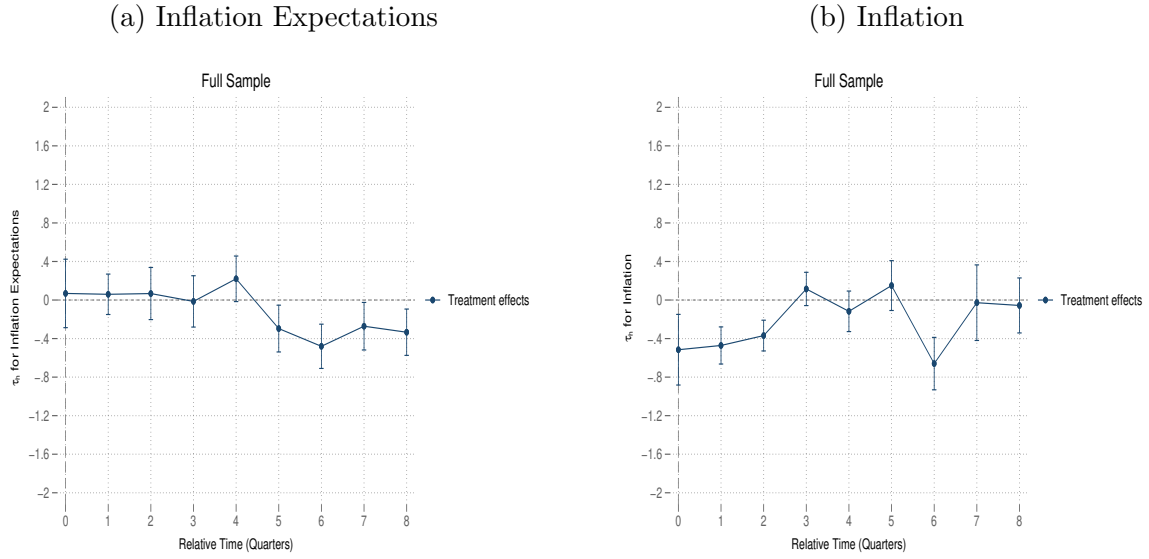 (a) Inflation Expectations
Full Sample
τₕ for Inflation Expectations
2
1.6
1.2
.8
.4
0
−.4
−.8
−1.2
−1.6
−2
0 1 2 3 4 5 6 7 8
Relative Time (Quarters)
Treatment effects
(b) Inflation
Full Sample
τₕ for Inflation
2
1.6
1.2
.8
.4
0
−.4
−.8
−1.2
−1.6
−2
0 1 2 3 4 5 6 7 8
Relative Time (Quarters)
Treatment effects